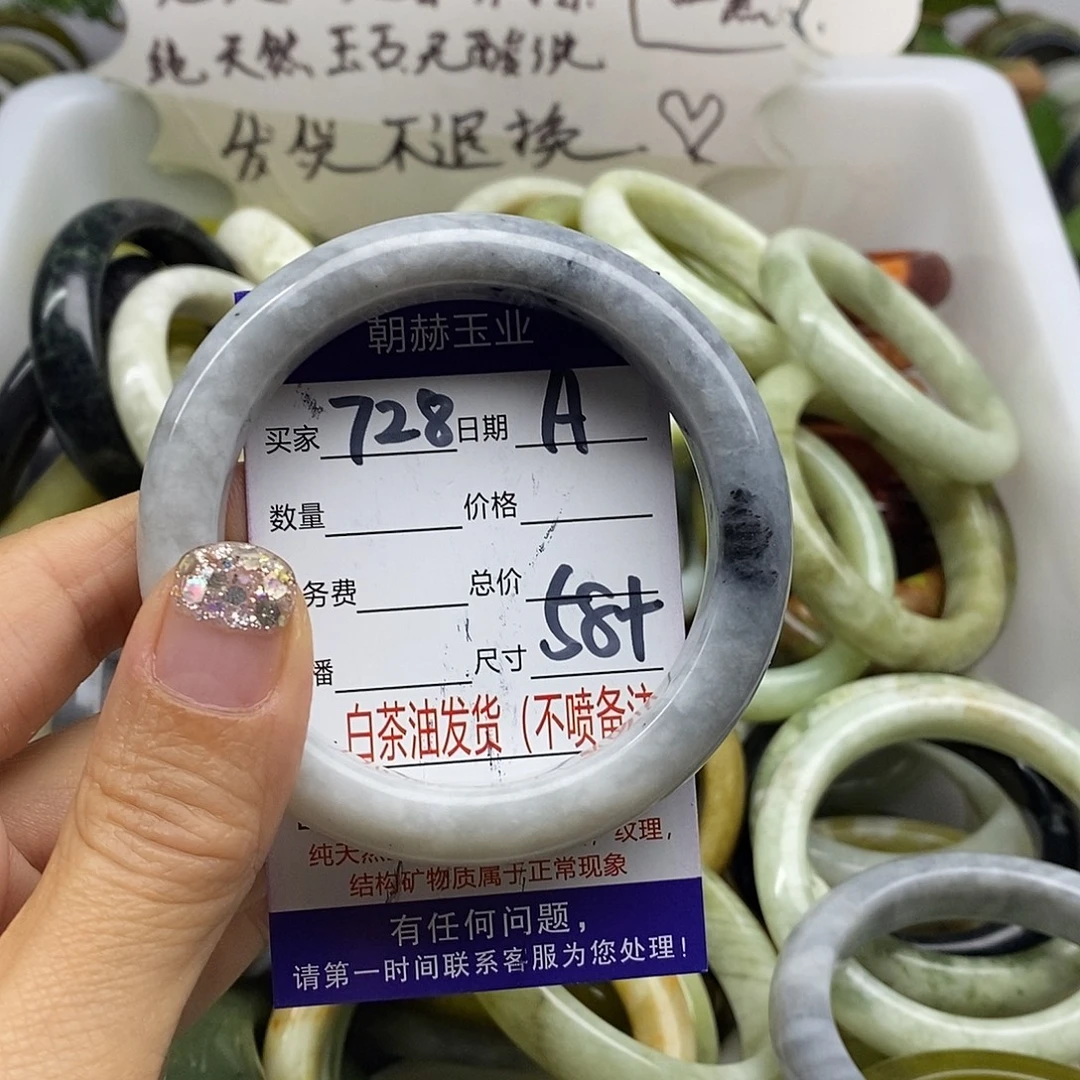 纯天然玉石无酸洗
发货不退换
朝赫玉业
买家 728 日期 A
数量 价格
务费 总价
播 尺寸 58+
白茶油发货（不喷备注
纯天然 纹理，
结构矿物质属于正常现象
有任何问题，
请第一时间联系客服为您处理！